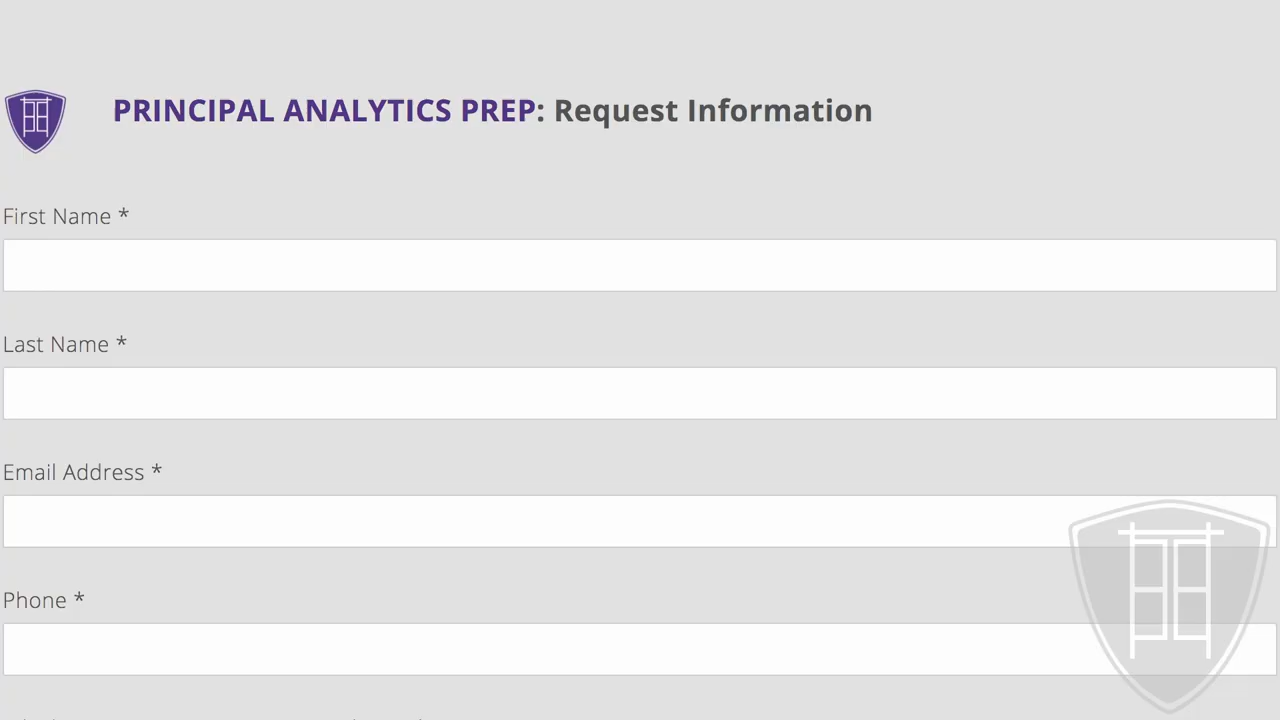 PRINCIPAL ANALYTICS PREP: Request Information
First Name *
Last Name *
Email Address *
Phone *